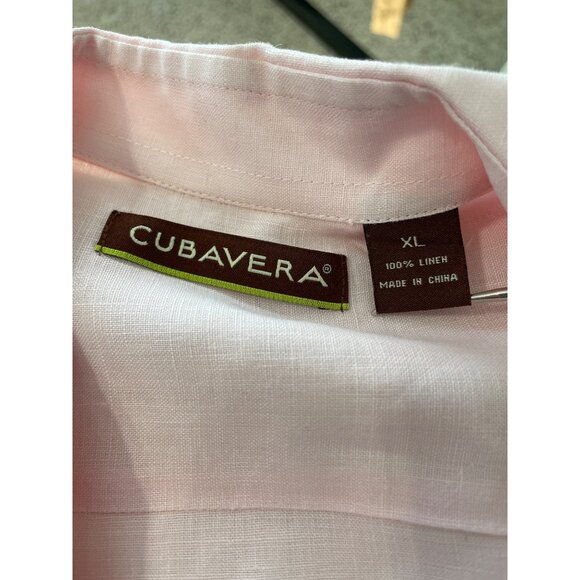 CUBAVERA®
XL
100% LINEN
MADE IN CHINA